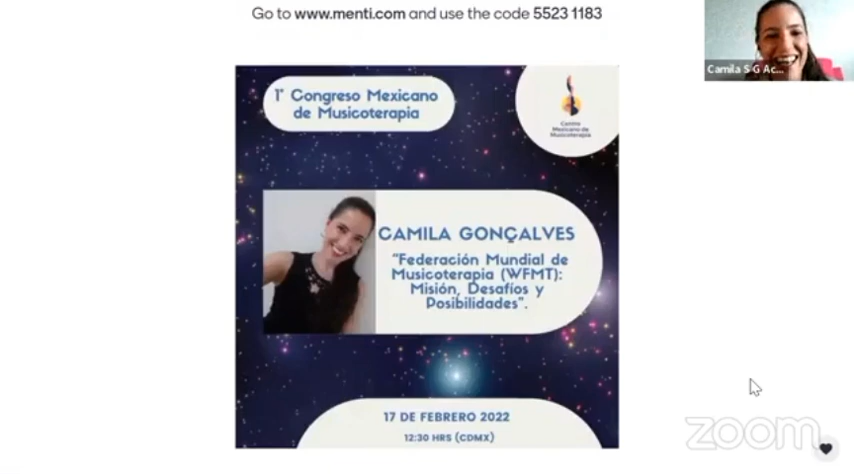 Go to www.menti.com and use the code 5523 1183
Camila S G Ac...
1° Congreso Mexicano
de Musicoterapia
Centro
Mexicano de
Musicoterapia
CAMILA GONÇALVES
“Federación Mundial de
Musicoterapia (WFMT):
Misión, Desafíos y
Posibilidades”.
17 DE FEBRERO 2022
12:30 HRS (CDMX)
zoom